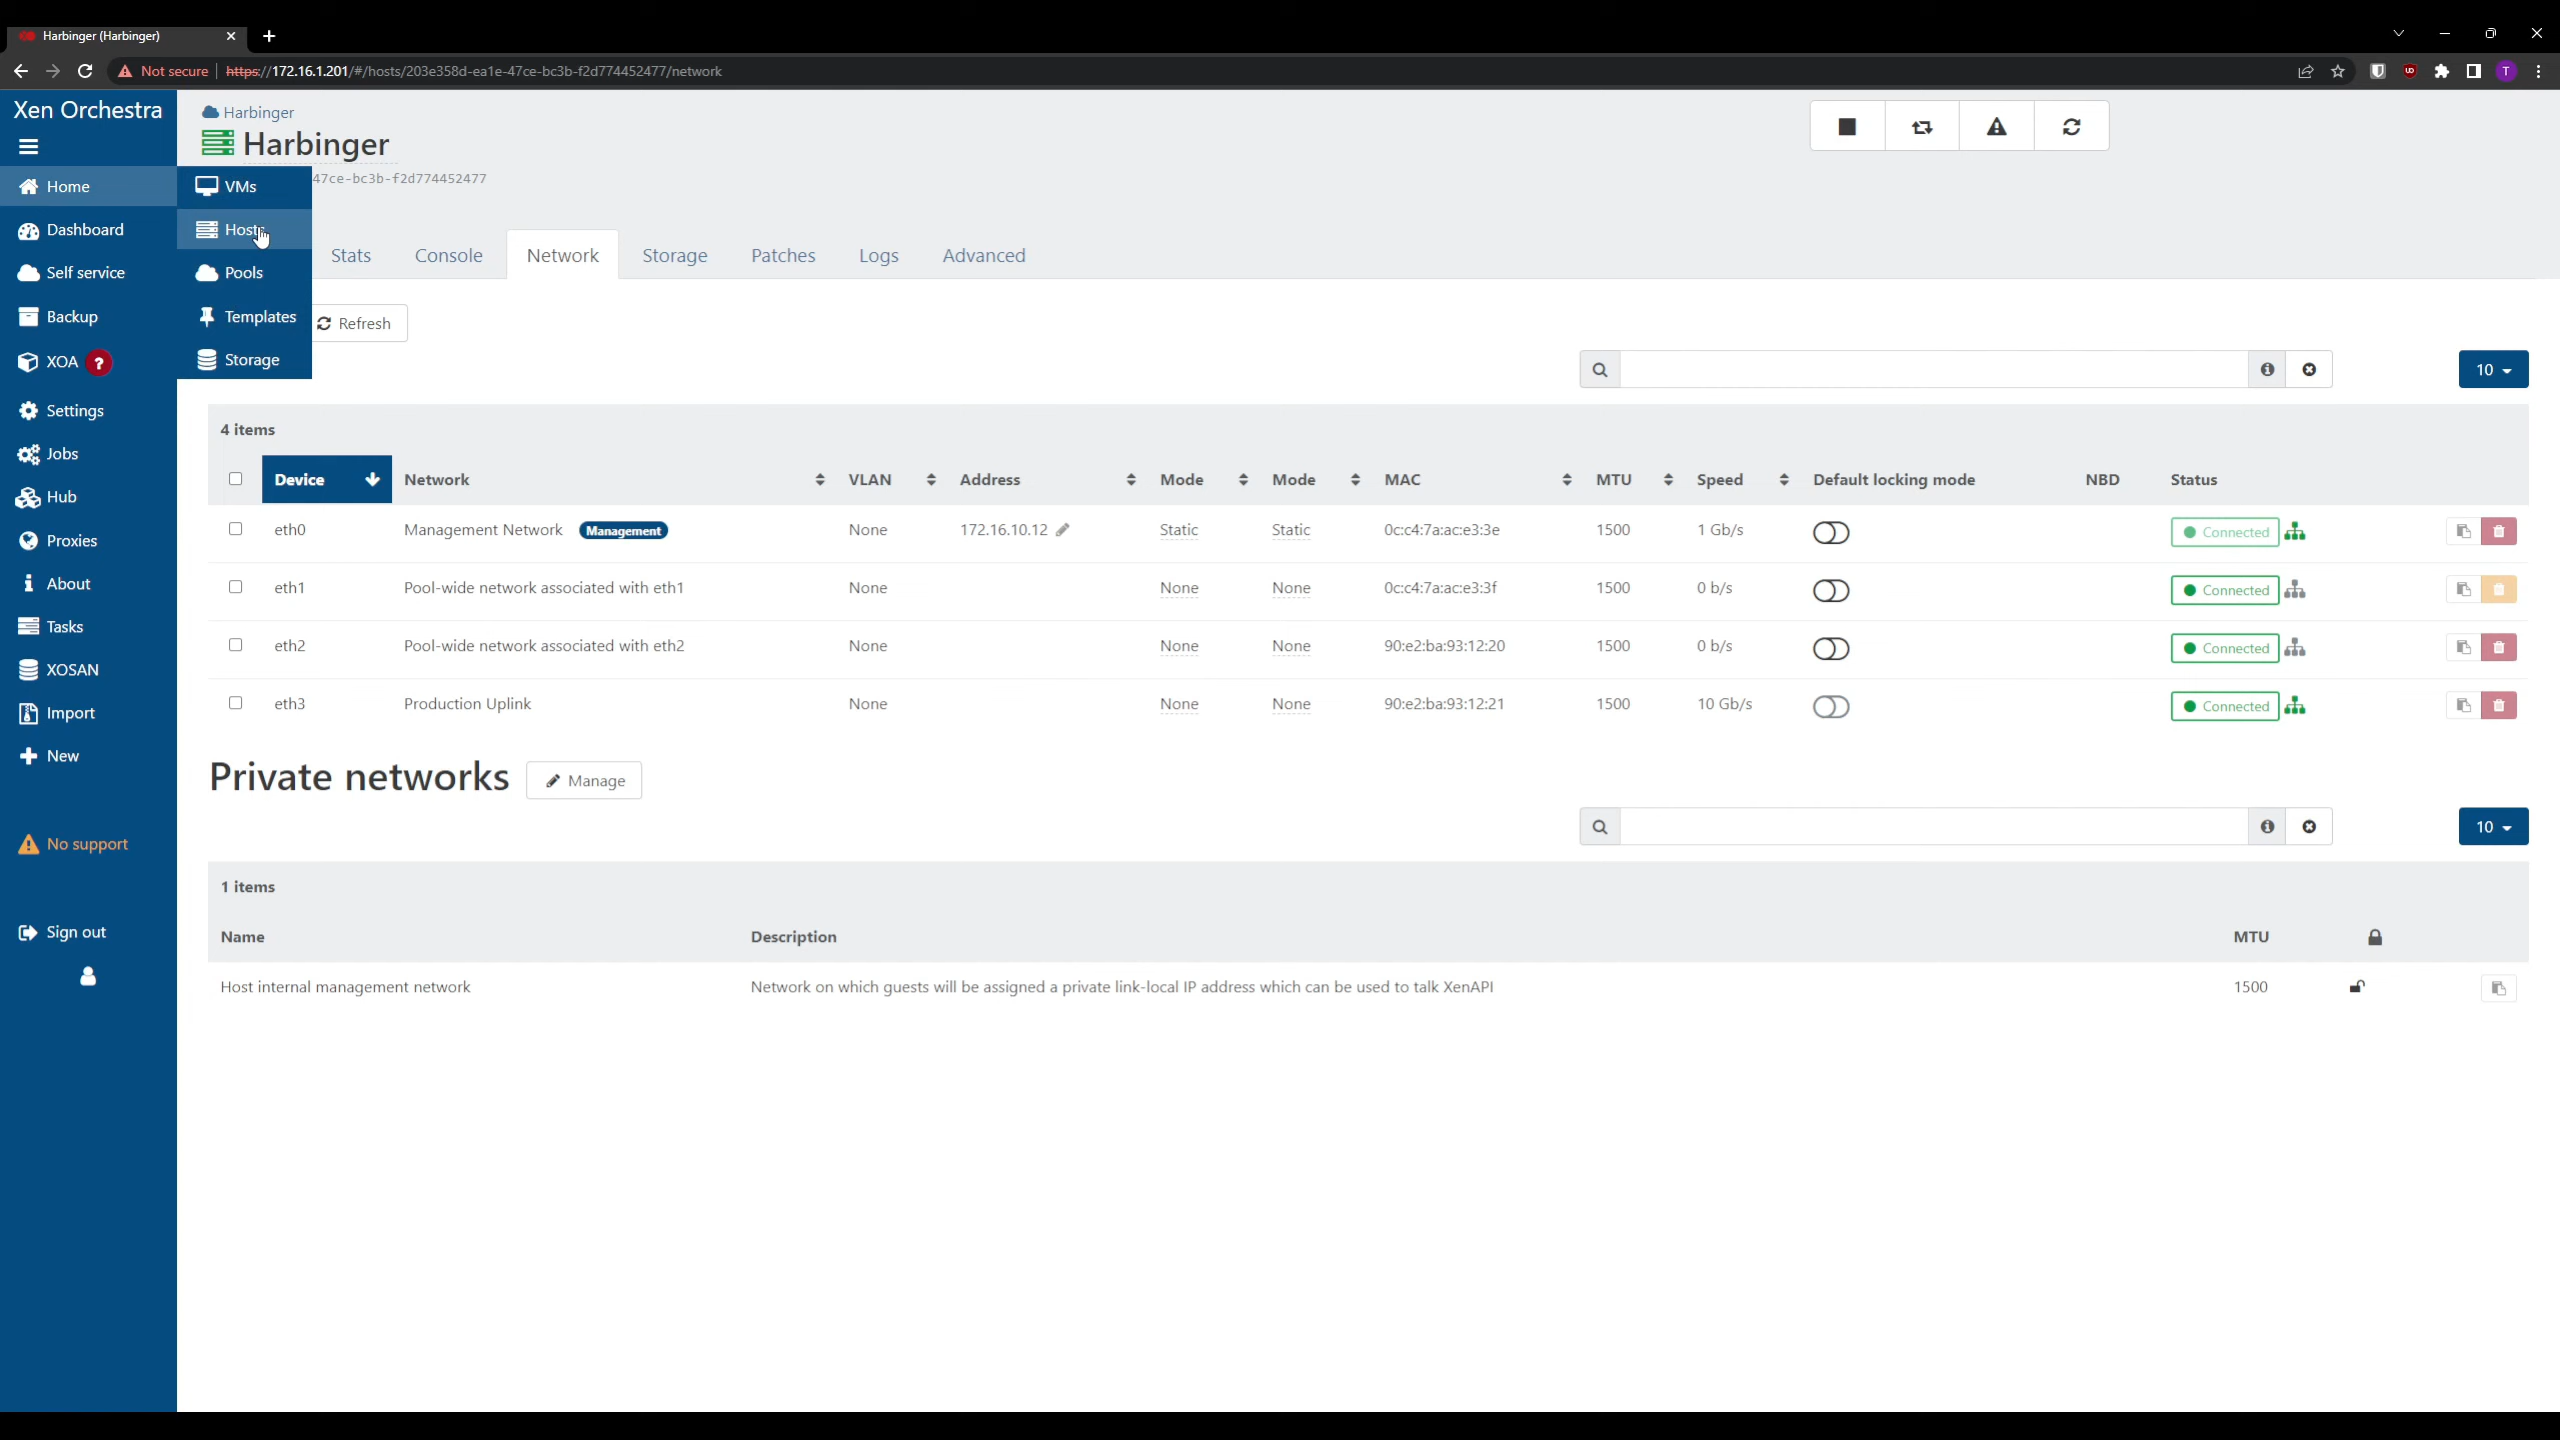 Harbinger (Harbinger)
Not secure https://172.16.1.201/#/hosts/203e358d-ea1e-47ce-bc3b-f2d774452477/network
Xen Orchestra
Harbinger
Harbinger
47ce-bc3b-f2d774452477
Home
Dashboard
Self service
Backup
XOA ?
Settings
Jobs
Hub
Proxies
About
Tasks
XOSAN
Import
New
No support
Sign out
VMs
Hosts
Pools
Templates
Storage
Stats Console Network Storage Patches Logs Advanced
Refresh
10
4 items
Device Network VLAN Address Mode Mode MAC MTU Speed Default locking mode NBD Status
eth0 Management Network Management None 172.16.10.12 Static Static 0c:c4:7a:ac:e3:3e 1500 1 Gb/s Connected
eth1 Pool-wide network associated with eth1 None None None 0c:c4:7a:ac:e3:3f 1500 0 b/s Connected
eth2 Pool-wide network associated with eth2 None None None 90:e2:ba:93:12:20 1500 0 b/s Connected
eth3 Production Uplink None None None 90:e2:ba:93:12:21 1500 10 Gb/s Connected
Private networks Manage
10
1 items
Name Description MTU
Host internal management network Network on which guests will be assigned a private link-local IP address which can be used to talk XenAPI 1500